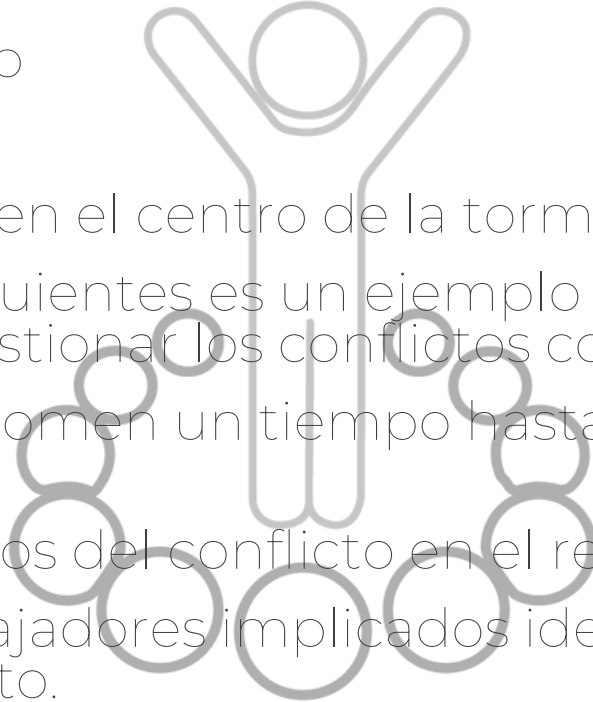 o
en el centro de la torm
uientes es un ejemplo
stionar los conflictos co
omen un tiempo hasta
os del conflicto en el re
ajadores implicados ide
to.